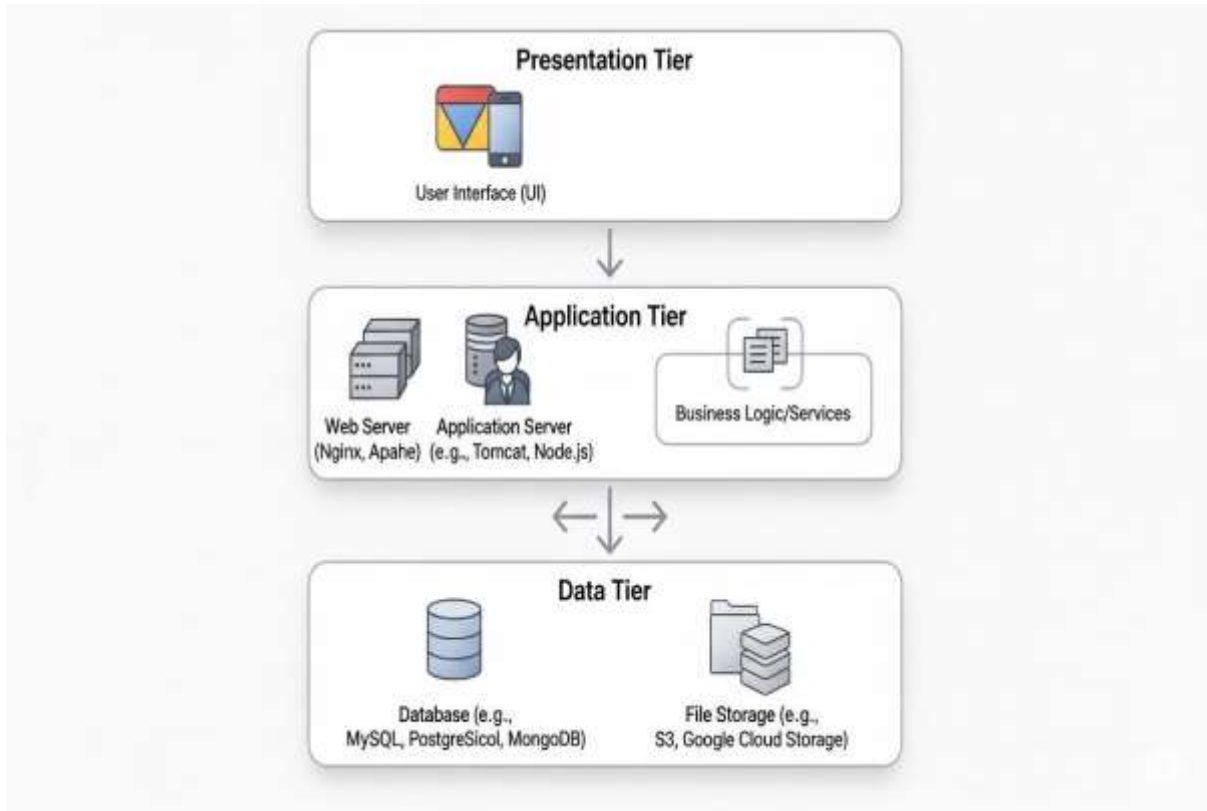 Presentation Tier
User Interface (UI)
Application Tier
Web Server
(Nginx, Apahe)
Application Server
(e.g., Tomcat, Node.js)
Business Logic/Services
Data Tier
Database (e.g.,
MySQL, PostgreSicol, MongoDB)
File Storage (e.g.,
S3, Google Cloud Storage)